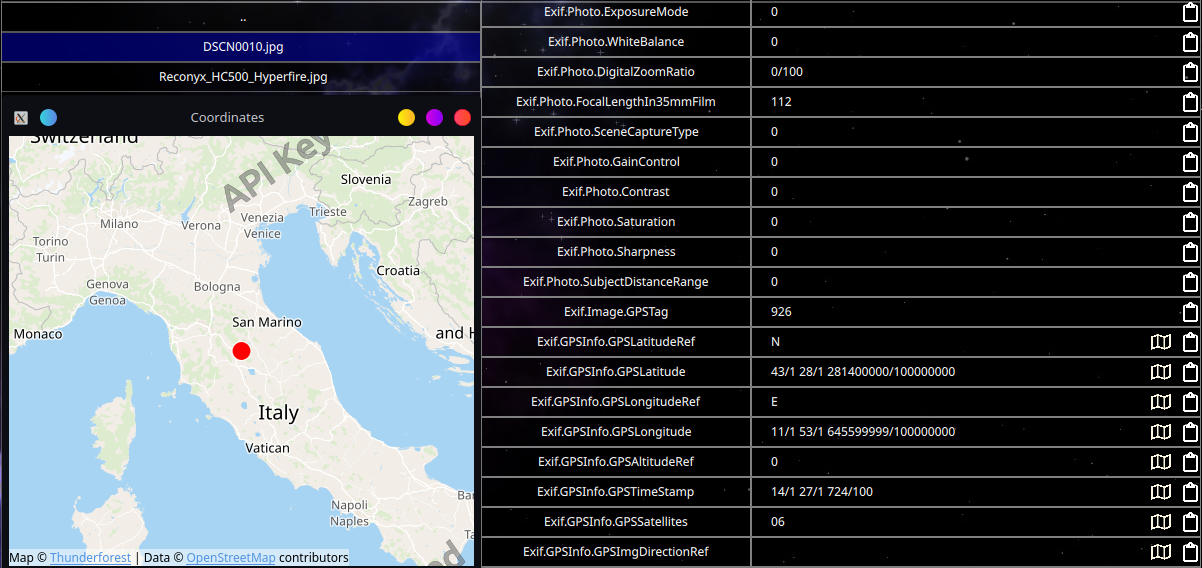 ..
DSCN0010.jpg
Reconyx_HC500_Hyperfire.jpg
Coordinates
Switzerland
API Key
Slovenia
Zagreb
Milano
Verona
Venezia
Venice
Trieste
Torino
Turin
Croatia
Genova
Genoa
Bologna
San Marino
Monaco
and H
Italy
Vatican
Napoli
Naples
Ba
Ta
ed
Map © Thunderforest | Data © OpenStreetMap contributors
Exif.Photo.ExposureMode 0
Exif.Photo.WhiteBalance 0
Exif.Photo.DigitalZoomRatio 0/100
Exif.Photo.FocalLengthIn35mmFilm 112
Exif.Photo.SceneCaptureType 0
Exif.Photo.GainControl 0
Exif.Photo.Contrast 0
Exif.Photo.Saturation 0
Exif.Photo.Sharpness 0
Exif.Photo.SubjectDistanceRange 0
Exif.Image.GPSTag 926
Exif.GPSInfo.GPSLatitudeRef N
Exif.GPSInfo.GPSLatitude 43/1 28/1 281400000/100000000
Exif.GPSInfo.GPSLongitudeRef E
Exif.GPSInfo.GPSLongitude 11/1 53/1 645599999/100000000
Exif.GPSInfo.GPSAltitudeRef 0
Exif.GPSInfo.GPSTimeStamp 14/1 27/1 724/100
Exif.GPSInfo.GPSSatellites 06
Exif.GPSInfo.GPSImgDirectionRef